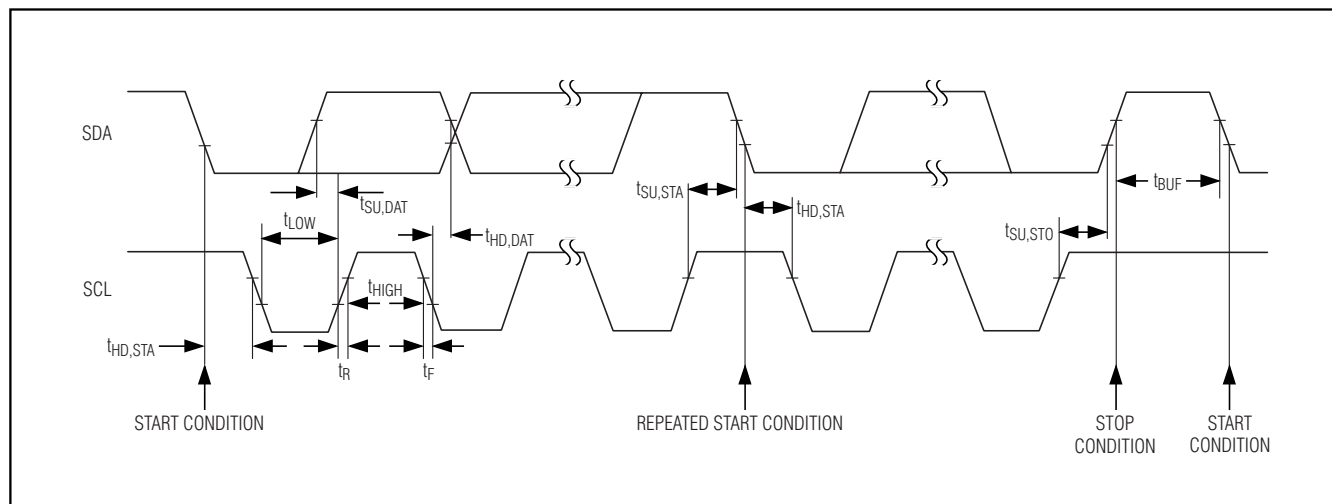 SDA
tSU,STA
tBUF
tSU,DAT
tHD,STA
tLOW
tSU,STO
tHD,DAT
SCL
tHIGH
tHD,STA
tR
tF
START CONDITION
REPEATED START CONDITION
STOP
CONDITION
START
CONDITION